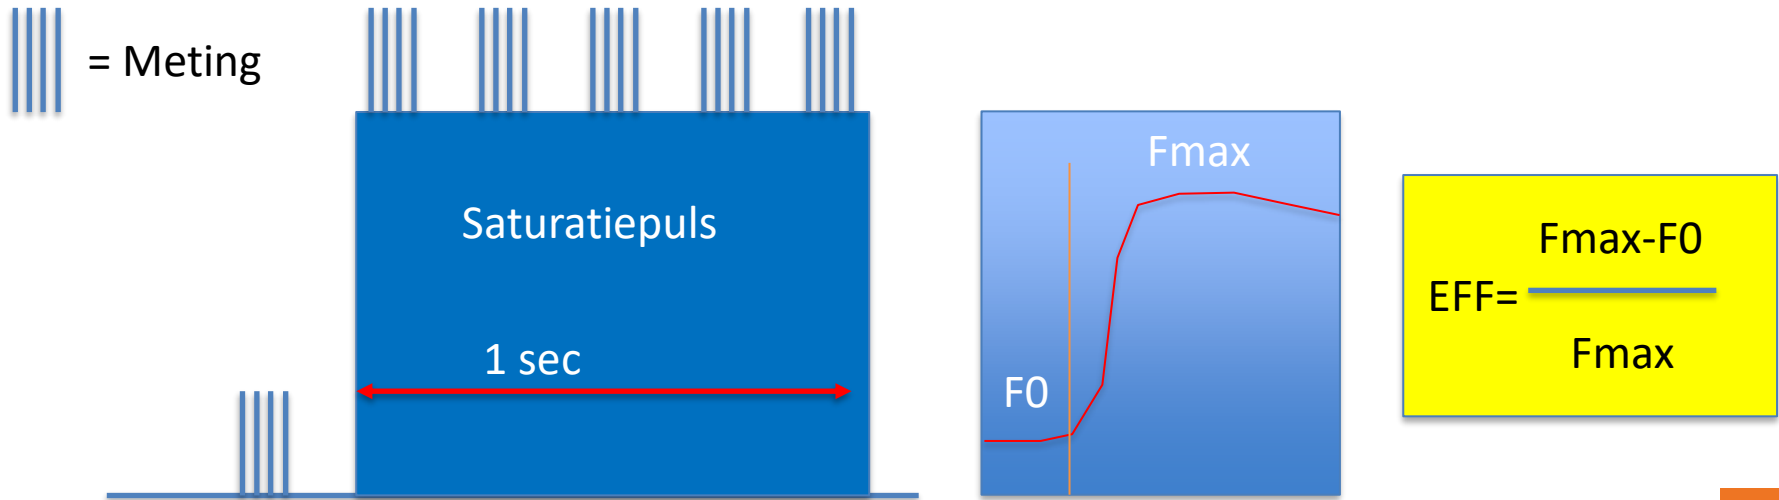 = Meting
Saturatiepuls
1 sec
Fmax
F0
Fmax-F0
EFF=
Fmax